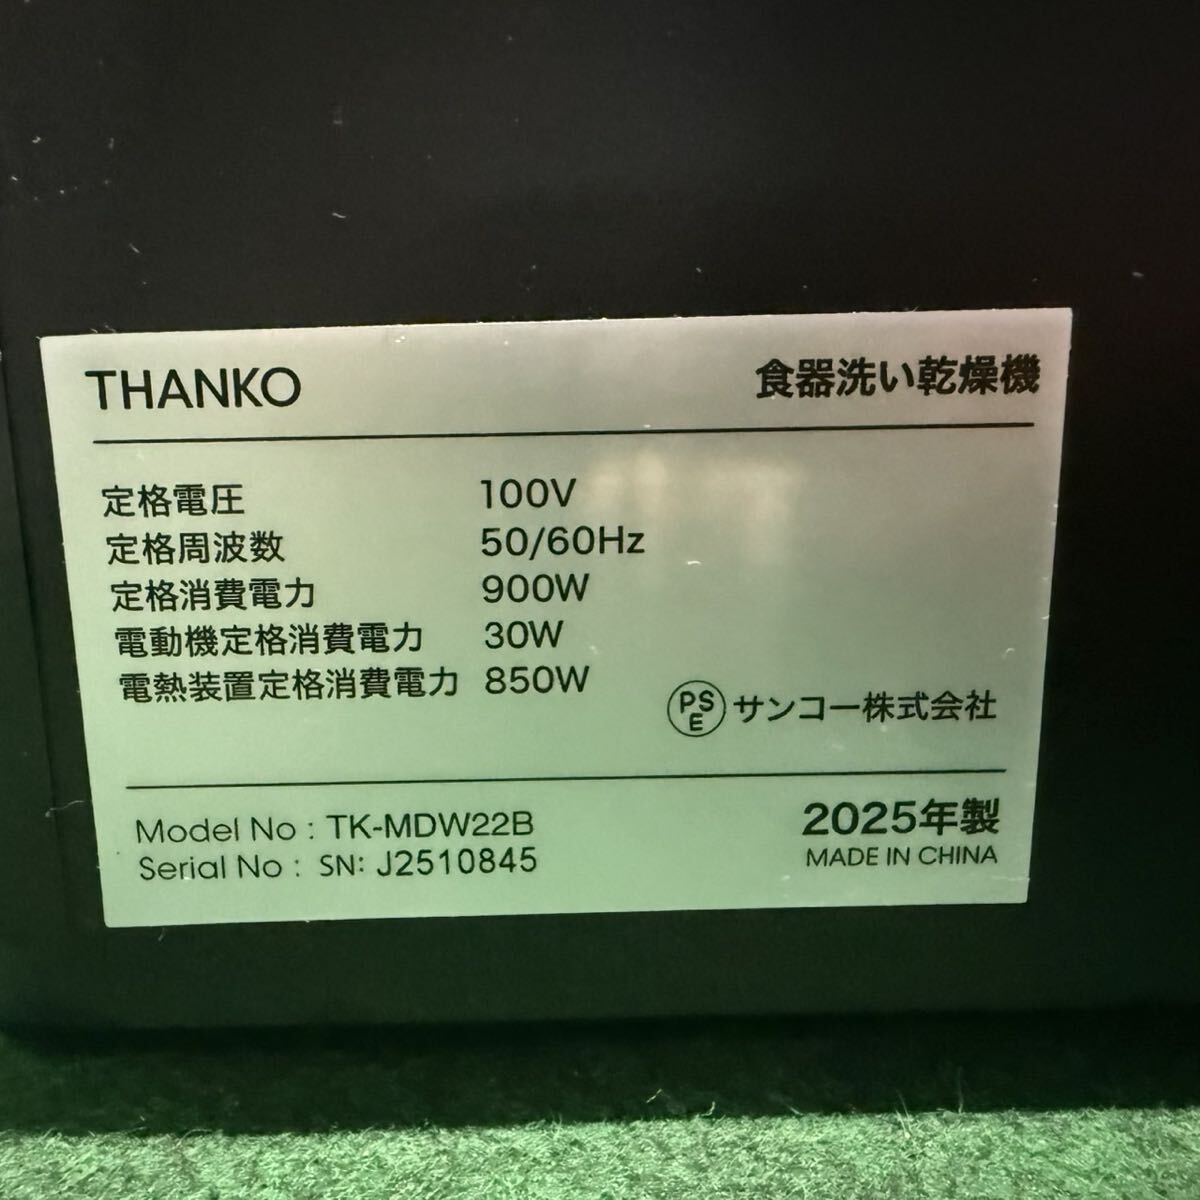 THANKO 食器洗い乾燥機
定格電圧 100V
定格周波数 50/60Hz
定格消費電力 900W
電動機定格消費電力 30W
電熱装置定格消費電力 850W
PSE サンコー株式会社
Model No : TK-MDW22B 2025年製
Serial No : SN: J2510845 MADE IN CHINA